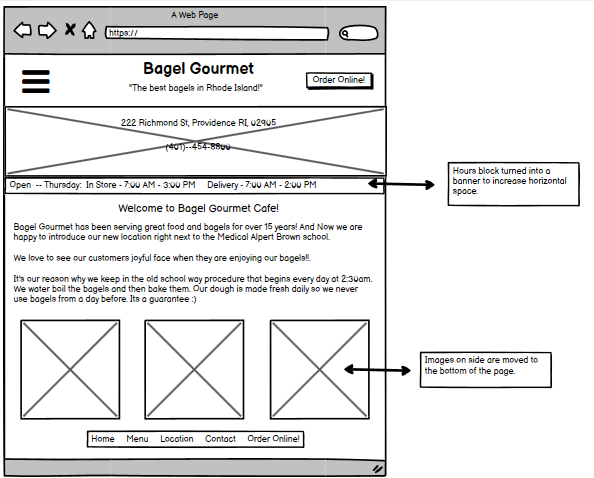 A Web Page
https://
Bagel Gourmet
Order Online!
"The best bagels in Rhode Island!"
222 Richmond St, Providence RI, 02905
(401)--454-8800
Open -- Thursday: In Store - 7:00 AM - 3:00 PM Delivery - 7:00 AM - 2:00 PM
Hours block turned into a
banner to increase horizontal
space.
Welcome to Bagel Gourmet Cafe!
Bagel Gourmet has been serving great food and bagels for over 15 years! And Now we are
happy to introduce our new location right next to the Medical Alpert Brown school.
We love to see our customers joyful face when they are enjoying our bagels!!.
It's our reason why we keep in the old school way procedure that begins every day at 2:30am.
We water boil the bagels and then bake them. Our dough is made fresh daily so we never
use bagels from a day before. Its a guarantee :)
Images on side are moved to
the bottom of the page.
Home Menu Location Contact Order Online!